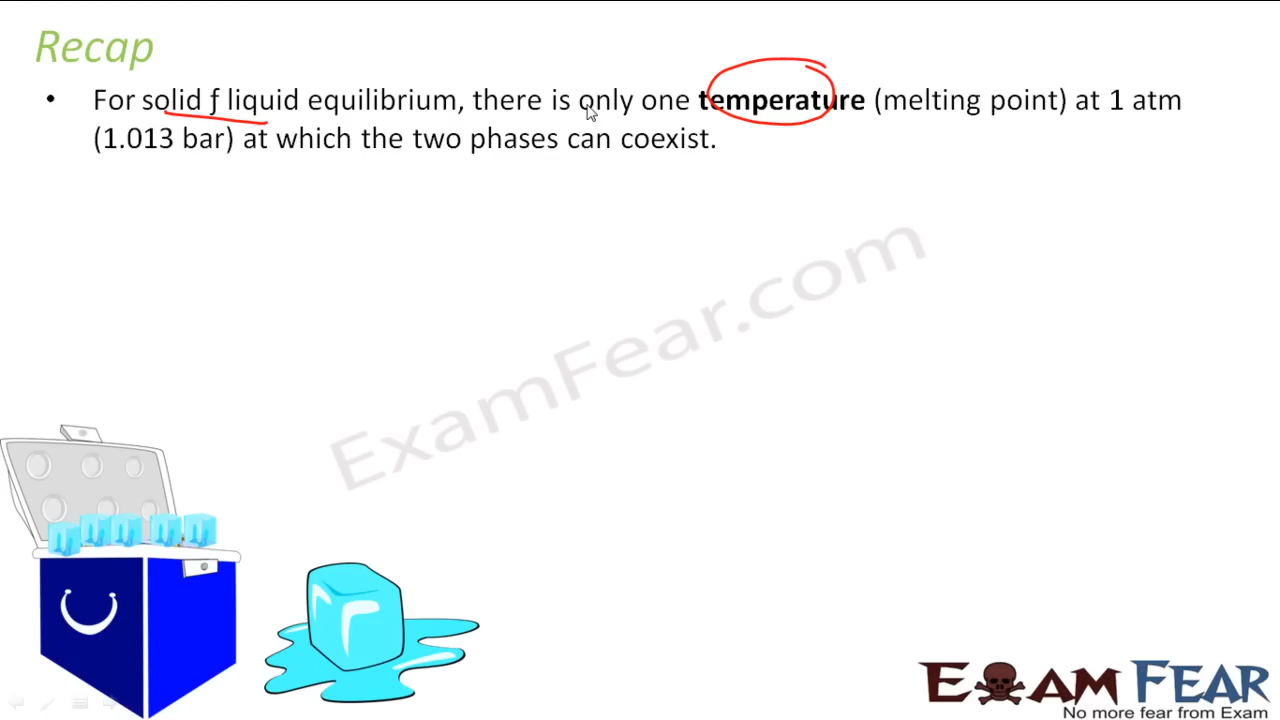 Recap
• For solid ƒ liquid equilibrium, there is only one temperature (melting point) at 1 atm
(1.013 bar) at which the two phases can coexist.
ExamFear.com
EXAM FEAR
No more fear from Exam